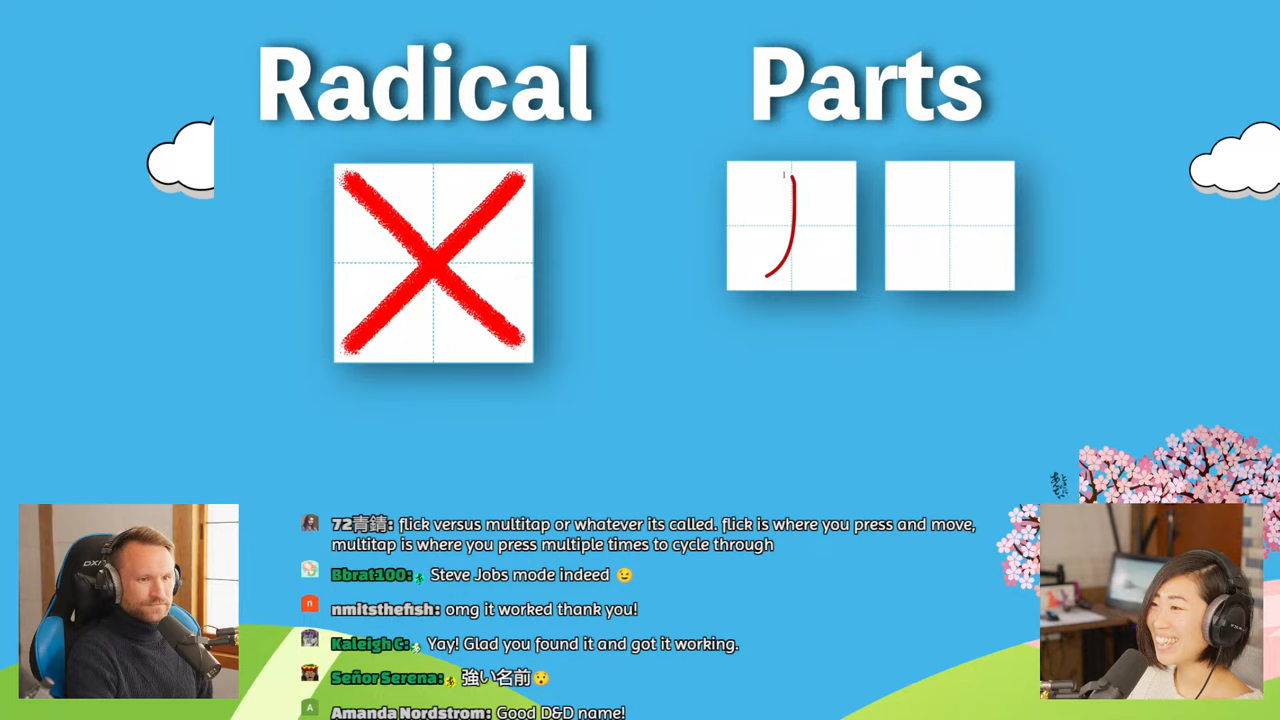 Radical
Parts
72青錆: flick versus multitap or whatever its called. flick is where you press and move,
multitap is where you press multiple times to cycle through
Bbrat100: Steve Jobs mode indeed 😉
nmitsthefish: omg it worked thank you!
Kaleigh C: Yay! Glad you found it and got it working.
Señor Serena: 強い名前😯
Amanda Nordstrom: Good D&D name!